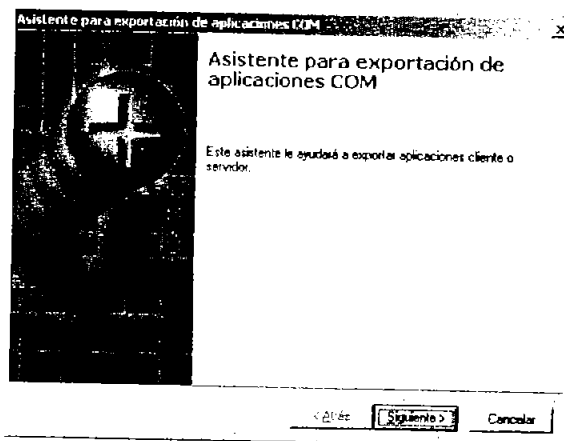 Asistente para exportación de aplicaciones COM
Asistente para exportación de
aplicaciones COM
Este asistente le ayudará a exportar aplicaciones cliente o
servidor.
< Atrás
Siguiente >
Cancelar